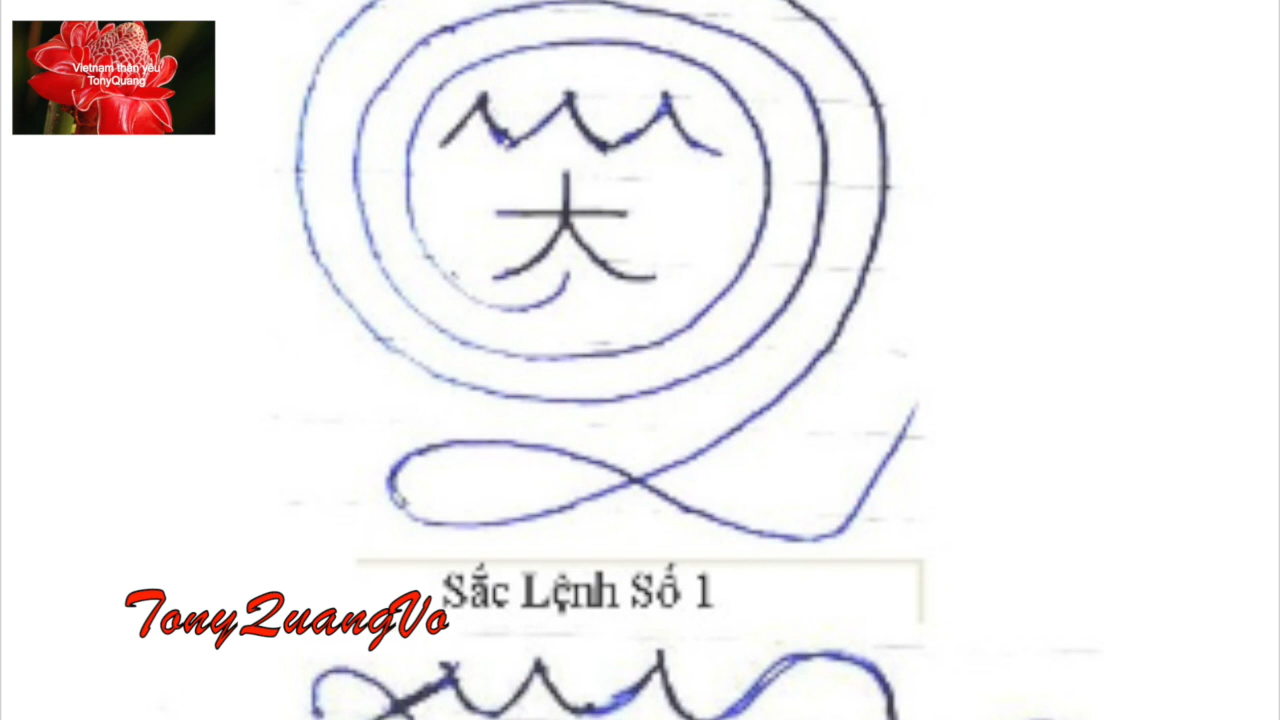 Vietnam thân yêu
TonyQuang
大
Sắc Lệnh Số 1
TonyQuangVo